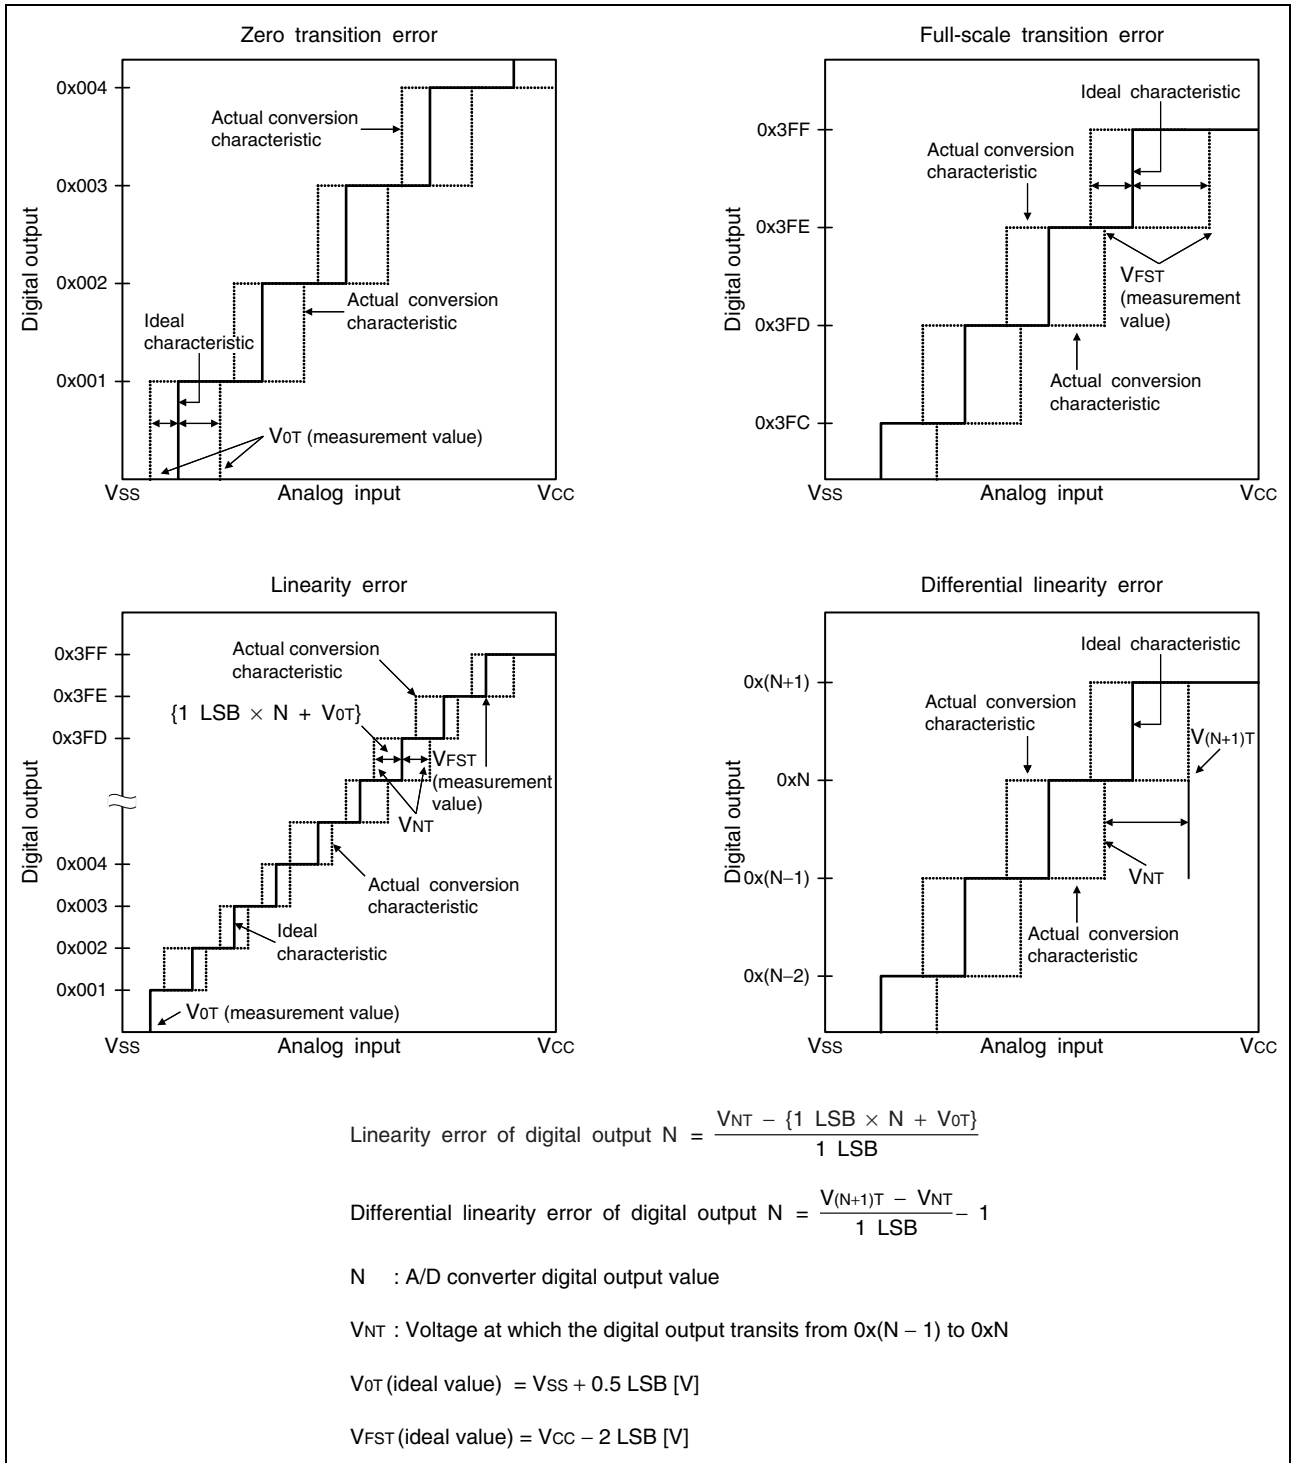 Zero transition error
0x004
0x003
0x002
0x001
Digital output
Actual conversion
characteristic
Actual conversion
characteristic
Ideal
characteristic
V0T (measurement value)
VSS
Analog input
VCC
Full-scale transition error
0x3FF
0x3FE
0x3FD
0x3FC
Digital output
Ideal characteristic
Actual conversion
characteristic
VFST
(measurement
value)
Actual conversion
characteristic
VSS
Analog input
VCC
Linearity error
0x3FF
0x3FE
0x3FD
0x004
0x003
0x002
0x001
Digital output
Actual conversion
characteristic
{1 LSB × N + V0T}
VFST
(measurement
value)
VNT
Actual conversion
characteristic
Ideal
characteristic
V0T (measurement value)
VSS
Analog input
VCC
Differential linearity error
0x(N+1)
0xN
0x(N−1)
0x(N−2)
Digital output
Ideal characteristic
Actual conversion
characteristic
V(N+1)T
VNT
Actual conversion
characteristic
VSS
Analog input
VCC
Linearity error of digital output N = VNT − {1 LSB × N + V0T}
1 LSB
Differential linearity error of digital output N = V(N+1)T − VNT
1 LSB
− 1
N : A/D converter digital output value
VNT : Voltage at which the digital output transits from 0x(N − 1) to 0xN
V0T (ideal value) = VSS + 0.5 LSB [V]
VFST (ideal value) = VCC − 2 LSB [V]